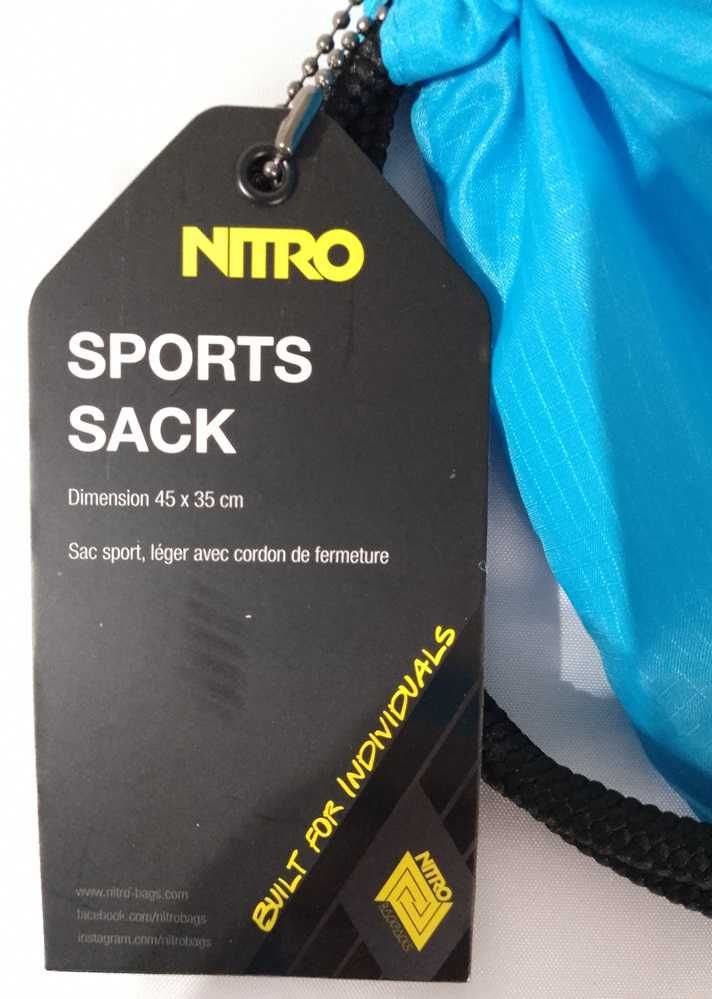 NITRO
SPORTS
SACK
Dimension 45 x 35 cm
Sac sport, léger avec cordon de fermeture
BUILT FOR INDIVIDUALS
www.nitro-bags.com
facebook.com/nitrobags
instagram.com/nitrobags
NITRO